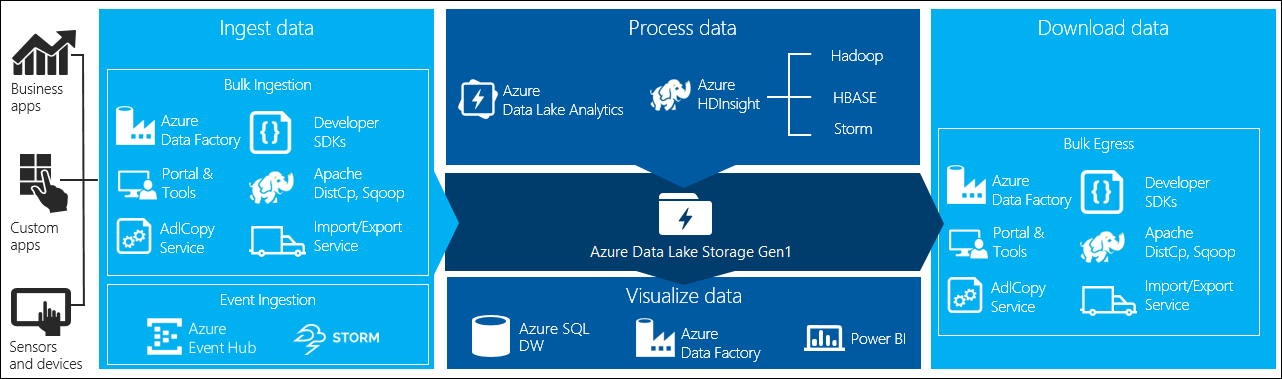 Business
apps
Custom
apps
Sensors
and devices
Ingest data
Bulk Ingestion
Azure
Data Factory
Developer
SDKs
Portal &
Tools
Apache
DistCp, Sqoop
AdlCopy
Service
Import/Export
Service
Event Ingestion
Azure
Event Hub
STORM
Process data
Azure
Data Lake Analytics
Azure
HDInsight
Hadoop
HBASE
Storm
Azure Data Lake Storage Gen1
Visualize data
Azure SQL
DW
Azure
Data Factory
Power BI
Download data
Bulk Egress
Azure
Data Factory
Developer
SDKs
Portal &
Tools
Apache
DistCp, Sqoop
AdlCopy
Service
Import/Export
Service